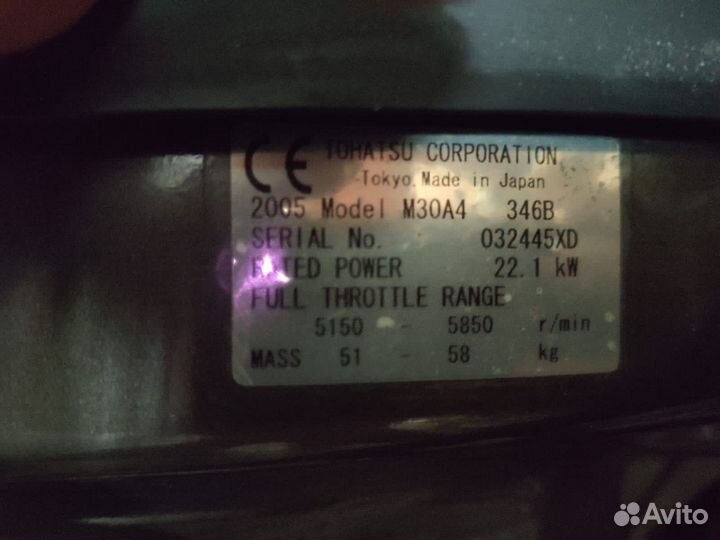 CE TOHATSU CORPORATION
Tokyo. Made in Japan
2005 Model M30A4 346B
SERIAL No. 032445XD
RATED POWER 22.1 kW
FULL THROTTLE RANGE
5150 - 5850 r/min
MASS 51 - 58 kg
Avito